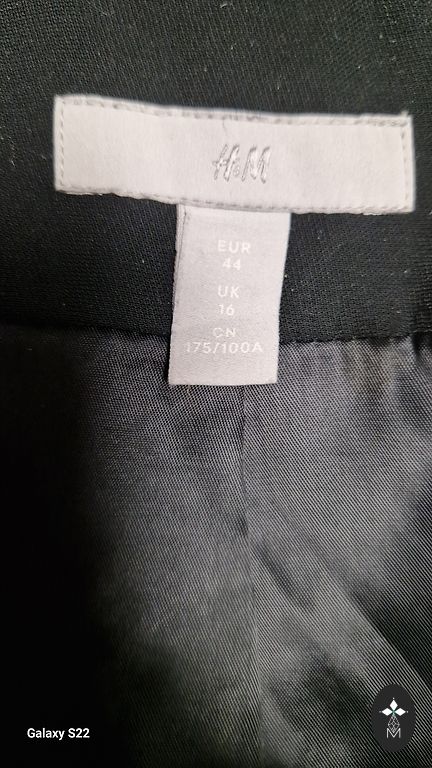 H&M
EUR
44
UK
16
CN
175/100A
Galaxy S22
M